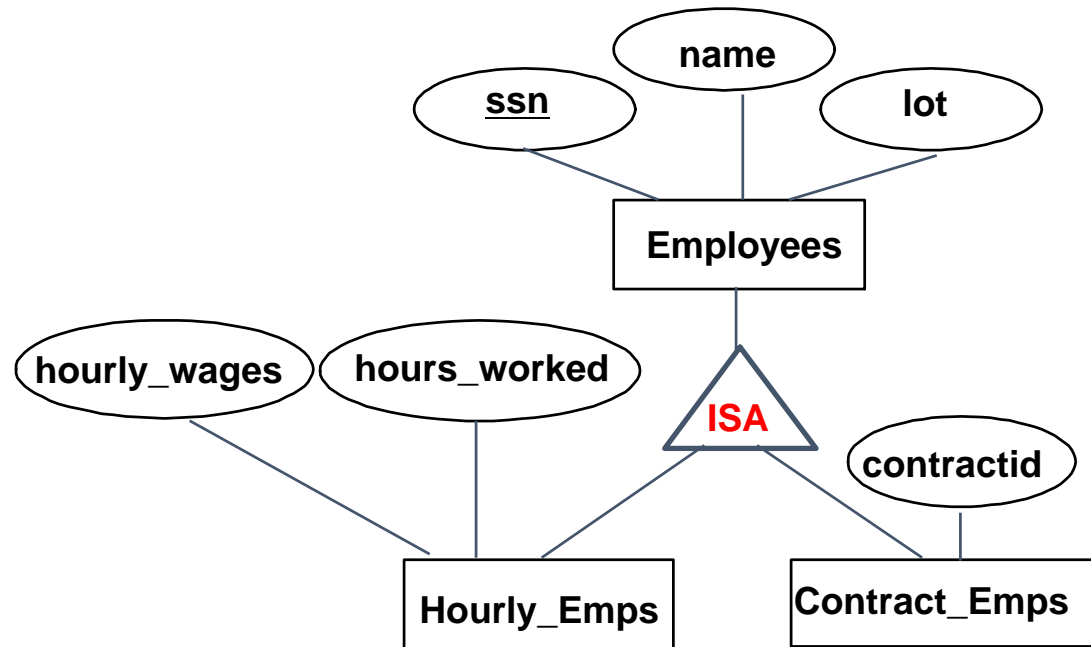 name
ssn
lot
Employees
hourly_wages
hours_worked
ISA
contractid
Hourly_Emps
Contract_Emps